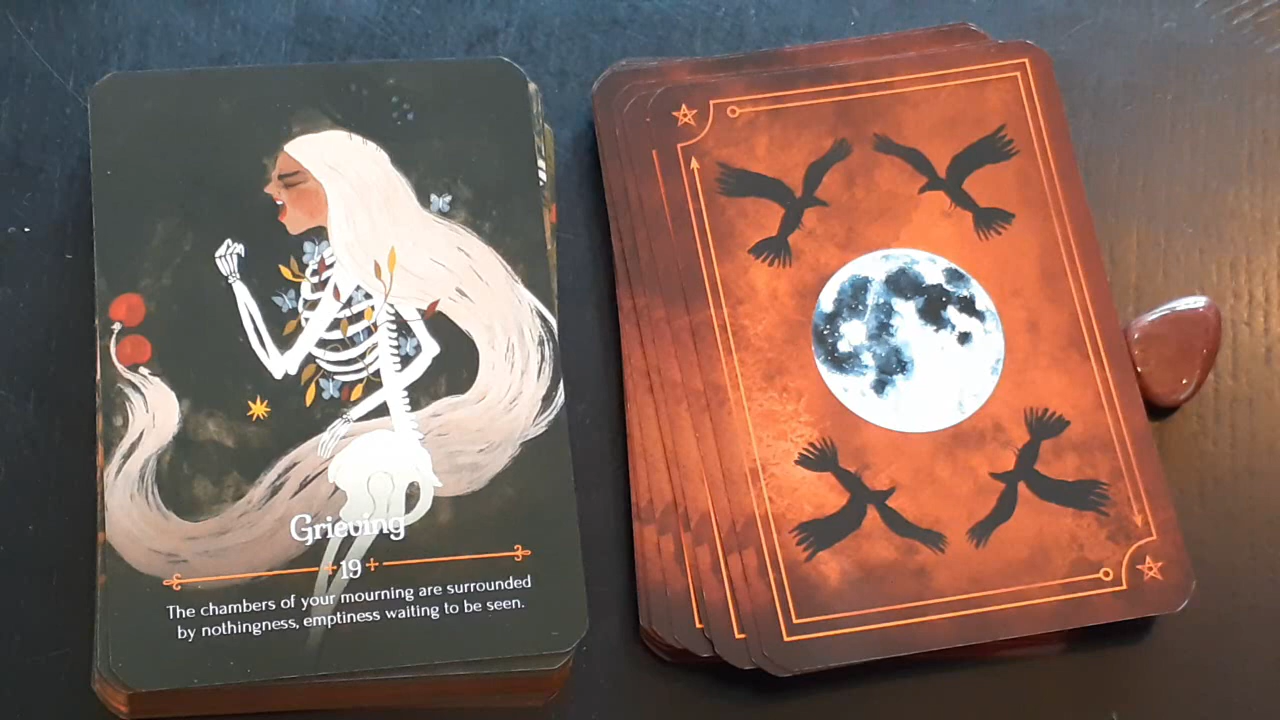 Grieving
19
The chambers of your mourning are surrounded
by nothingness, emptiness waiting to be seen.